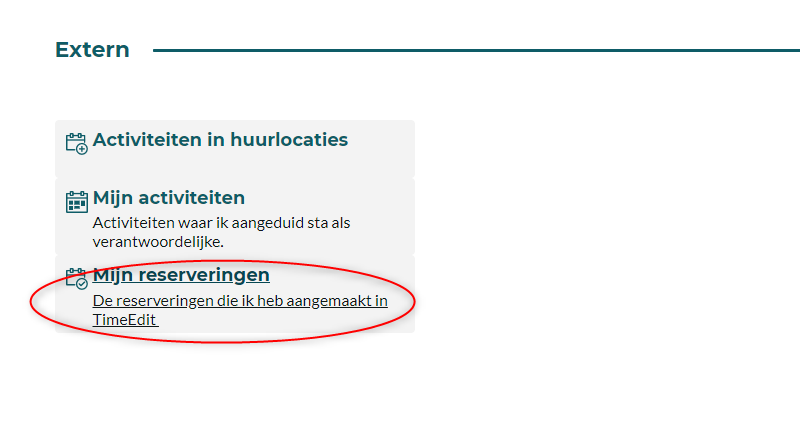 Extern
Activiteiten in huurlocaties
Mijn activiteiten
Activiteiten waar ik aangeduid sta als
verantwoordelijke.
Mijn reserveringen
De reserveringen die ik heb aangemaakt in
TimeEdit